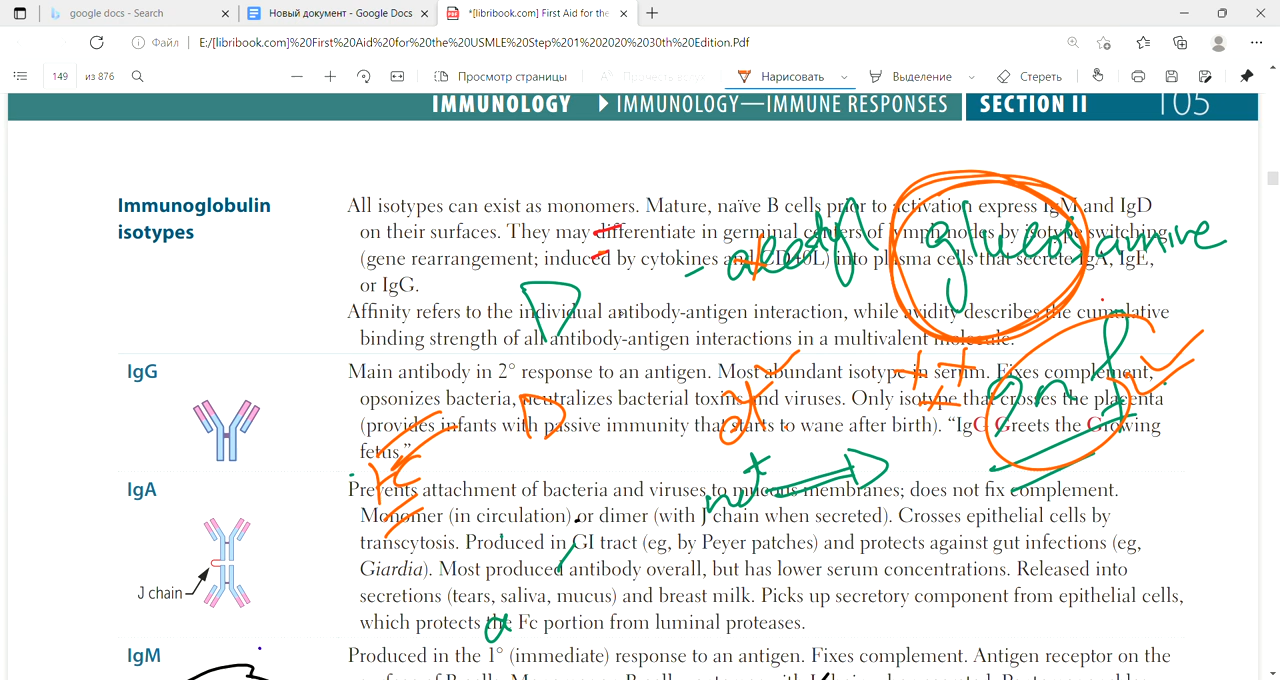 google docs - Search
Новый документ - Google Docs
*[libribook.com] First Aid for the
Файл E:/[libribook.com]%20First%20Aid%20for%20the%20USMLE%20Step%201%202020%2030th%20Edition.Pdf
149 из 876 Просмотр страницы Прочесть вслух Нарисовать Выделение Стереть
IMMUNOLOGY ▶ IMMUNOLOGY—IMMUNE RESPONSES SECTION II 105
Immunoglobulin isotypes
All isotypes can exist as monomers. Mature, naïve B cells prior to activation express IgM and IgD
on their surfaces. They may differentiate in germinal centers of lymph nodes by isotype switching
(gene rearrangement; induced by cytokines and CD40L) into plasma cells that secrete IgA, IgE,
or IgG.
Affinity refers to the individual antibody-antigen interaction, while avidity describes the cumulative
binding strength of all antibody-antigen interactions in a multivalent molecule.
glucosamine
IgG
Main antibody in 2° response to an antigen. Most abundant isotype in serum. Fixes complement,
opsonizes bacteria, neutralizes bacterial toxins and viruses. Only isotype that crosses the placenta
(provides infants with passive immunity that starts to wane after birth). “IgG Greets the Growing
fetus.”
not
IgA
Prevents attachment of bacteria and viruses to mucous membranes; does not fix complement.
Monomer (in circulation) or dimer (with J chain when secreted). Crosses epithelial cells by
transcytosis. Produced in GI tract (eg, by Peyer patches) and protects against gut infections (eg,
Giardia). Most produced antibody overall, but has lower serum concentrations. Released into
secretions (tears, saliva, mucus) and breast milk. Picks up secretory component from epithelial cells,
which protects the Fc portion from luminal proteases.
J chain
a
IgM
Produced in the 1° (immediate) response to an antigen. Fixes complement. Antigen receptor on the